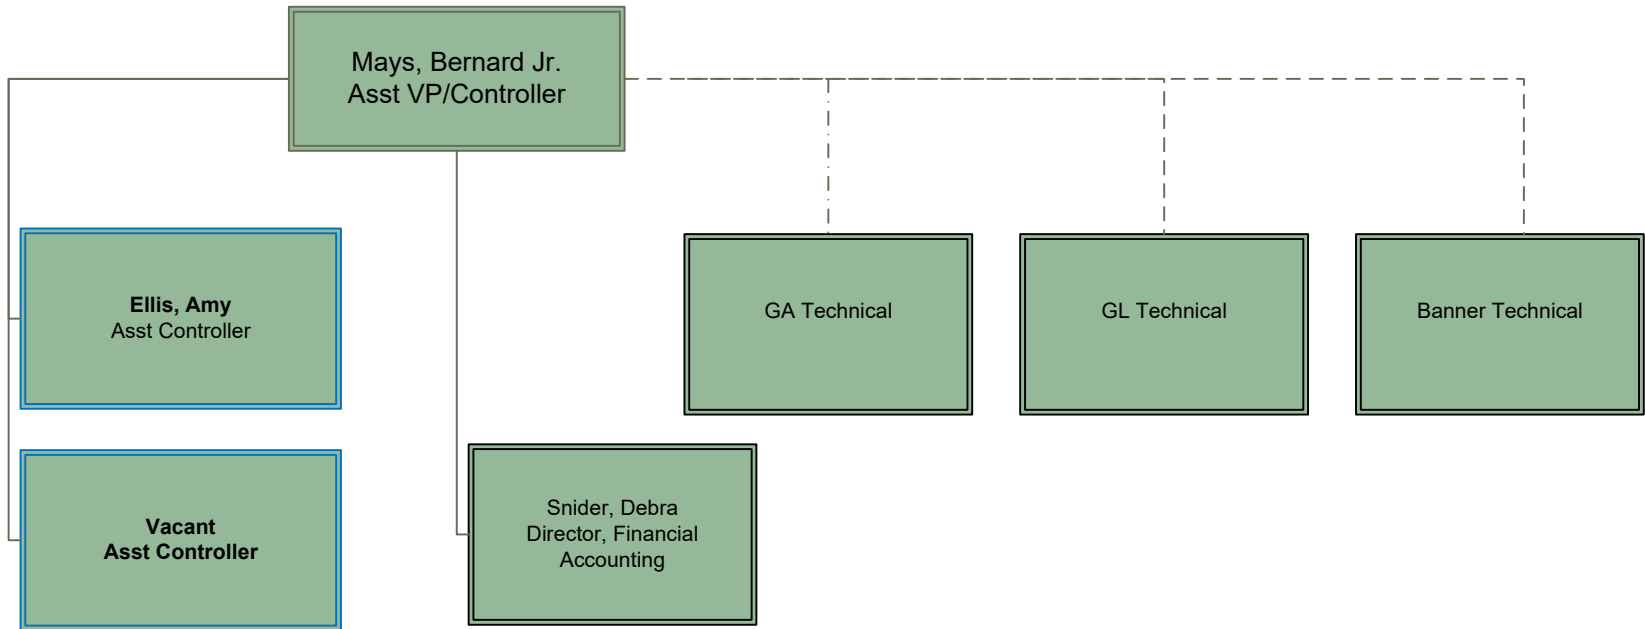 Mays, Bernard Jr.
Asst VP/Controller
Ellis, Amy
Asst Controller
GA Technical
GL Technical
Banner Technical
Vacant
Asst Controller
Snider, Debra
Director, Financial
Accounting